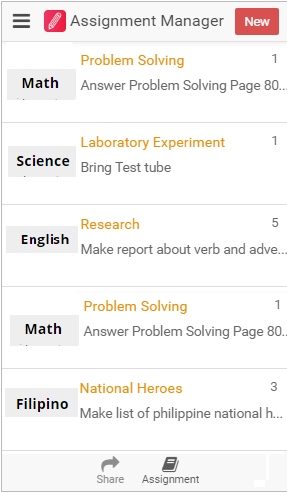 Assignment Manager New
Problem Solving 1
Math
Answer Problem Solving Page 80...
Laboratory Experiment 1
Science
Bring Test tube
Research 5
English
Make report about verb and adve...
Problem Solving 1
Math
Answer Problem Solving Page 80..
National Heroes 3
Filipino
Make list of philippine national h...
Share Assignment